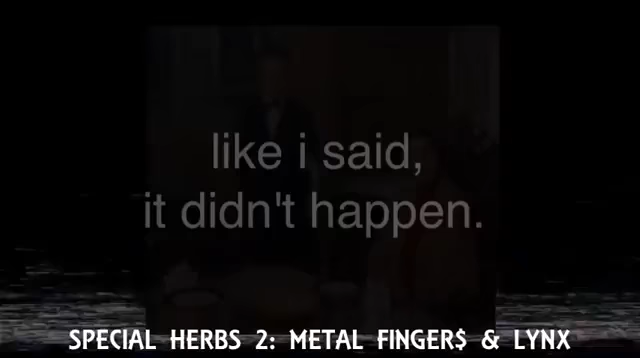 like i said,
it didn't happen.
SPECIAL HERBS 2: METAL FINGER$ & LYNX